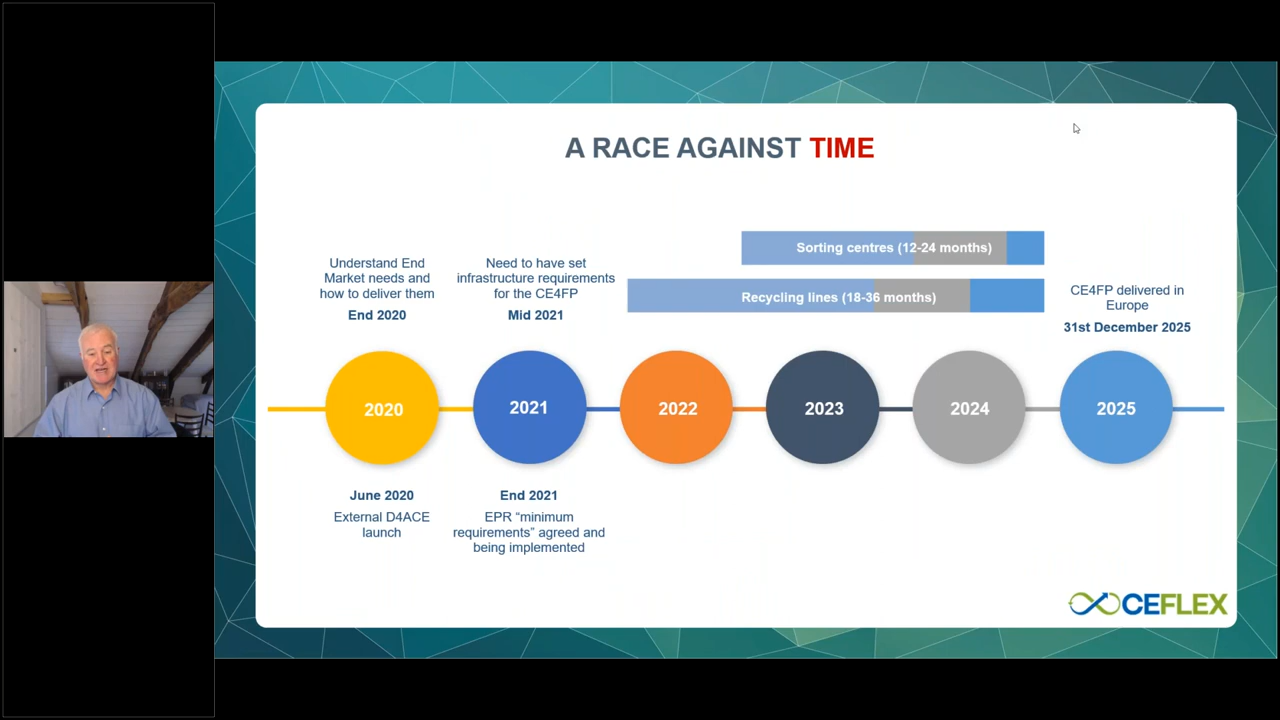 A RACE AGAINST TIME
Sorting centres (12-24 months)
Recycling lines (18-36 months)
Understand End
Market needs and
how to deliver them
End 2020
Need to have set
infrastructure requirements
for the CE4FP
Mid 2021
CE4FP delivered in
Europe
31st December 2025
2020
2021
2022
2023
2024
2025
June 2020
External D4ACE
launch
End 2021
EPR “minimum
requirements” agreed and
being implemented
CEFLEX